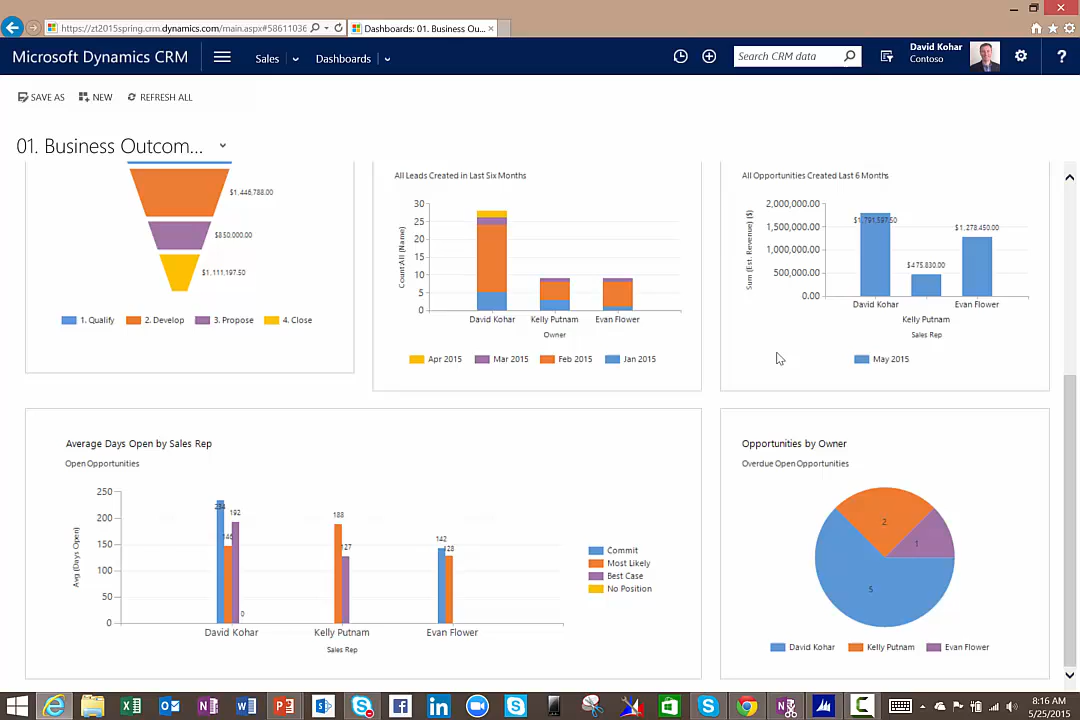 https://zt2015spring.crm.dynamics.com/main.aspx#58611036
Dashboards: 01. Business Ou...
Microsoft Dynamics CRM
Sales
Dashboards
Search CRM data
David Kohar
Contoso
?
SAVE AS
NEW
REFRESH ALL
01. Business Outcom...
$1,446,788.00
$850,000.00
$1,111,197.50
1. Qualify
2. Develop
3. Propose
4. Close
All Leads Created in Last Six Months
Count:All (Name)
30
25
20
15
10
5
0
David Kohar
Kelly Putnam
Evan Flower
Owner
Apr 2015
Mar 2015
Feb 2015
Jan 2015
All Opportunities Created Last 6 Months
Sum (Est. Revenue) ($)
2,000,000.00
1,500,000.00
1,000,000.00
500,000.00
0.00
$1,791,597.50
$475,830.00
$1,278,450.00
David Kohar
Kelly Putnam
Evan Flower
Sales Rep
May 2015
Average Days Open by Sales Rep
Open Opportunities
Avg (Days Open)
250
200
150
100
50
0
234
146
192
0
188
127
142
128
David Kohar
Kelly Putnam
Evan Flower
Sales Rep
Commit
Most Likely
Best Case
No Position
Opportunities by Owner
Overdue Open Opportunities
2
1
5
David Kohar
Kelly Putnam
Evan Flower
8:16 AM
5/25/2015